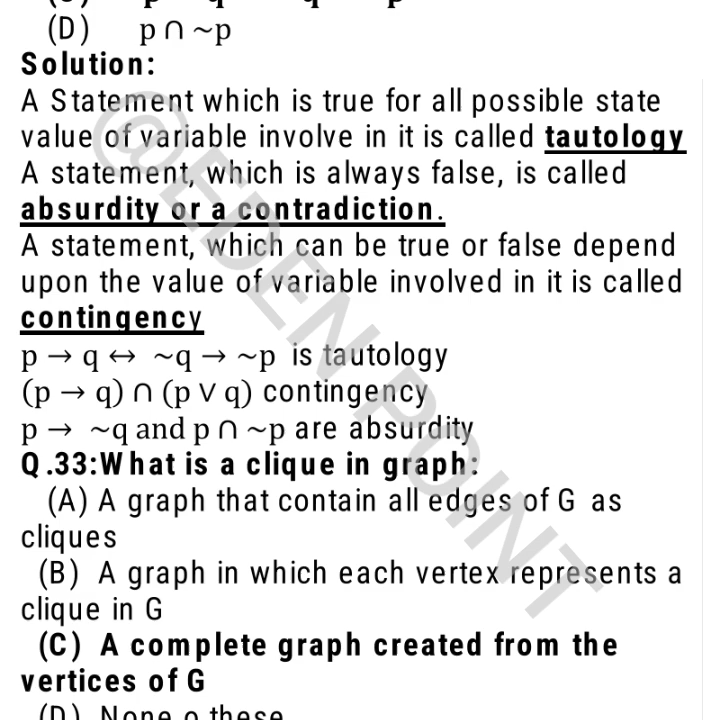 (D) p ∩ ~p
Solution:
A Statement which is true for all possible state
value of variable involve in it is called tautology
A statement, which is always false, is called
absurdity or a contradiction.
A statement, which can be true or false depend
upon the value of variable involved in it is called
contingency
p → q ↔ ~q → ~p is tautology
(p → q) ∩ (p ∨ q) contingency
p → ~q and p ∩ ~p are absurdity
Q.33:What is a clique in graph:
(A) A graph that contain all edges of G as
cliques
(B) A graph in which each vertex represents a
clique in G
(C) A complete graph created from the
vertices of G
(D) None o these
@EDEN POINT